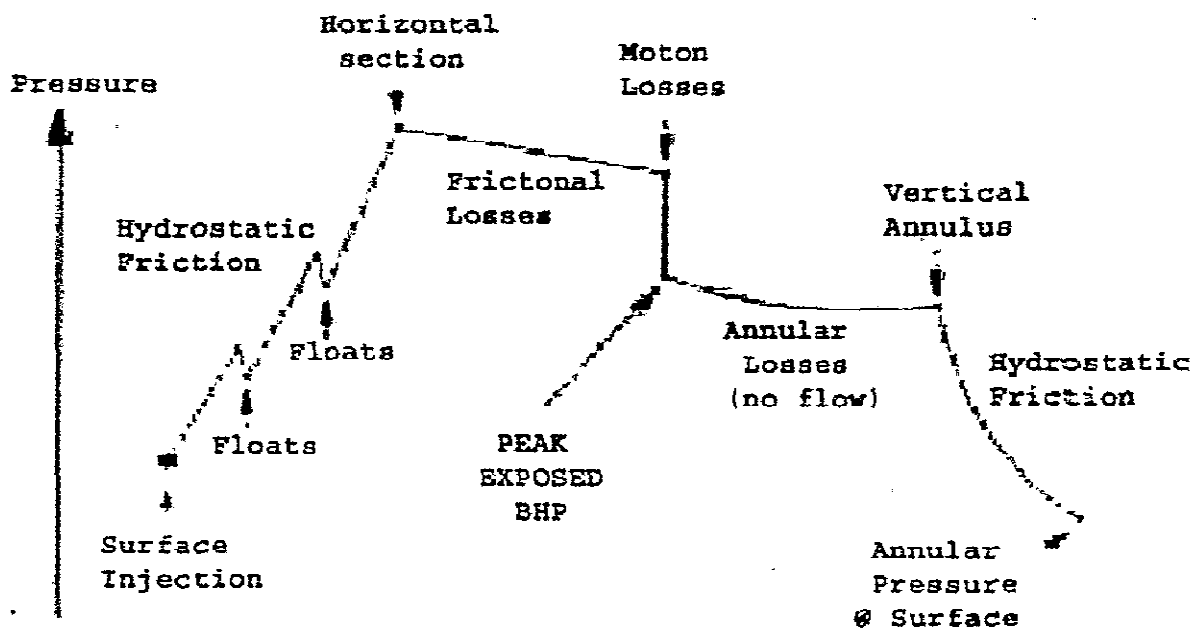 Horizontal
section
Pressure
Moton
Losses
Frictonal
Losses
Vertical
Annulus
Hydrostatic
Friction
Floats
Floats
Annular
Losses
(no flow)
Hydrostatic
Friction
PEAK
EXPOSED
BHP
Surface
Injection
Annular
Pressure
@ Surface